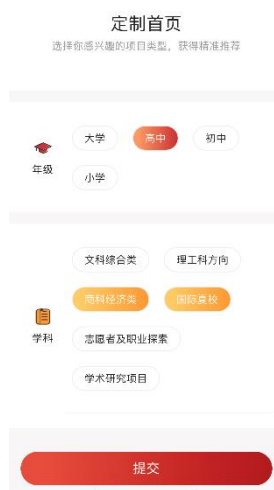 定制首页
选择你感兴趣的项目类型，获得精准推荐
大学 高中 初中
年级
小学
文科综合类 理工科方向
商科经济类 国际夏校
学科 志愿者及职业探索
学术研究项目
提交